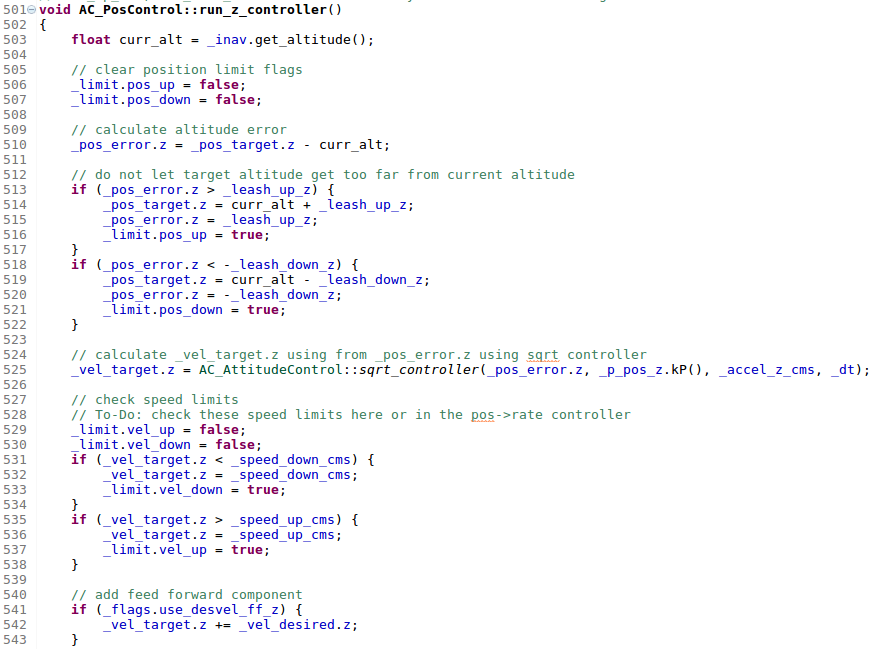 501 void AC_PosControl::run_z_controller()
502 {
503     float curr_alt = _inav.get_altitude();
504
505     // clear position limit flags
506     _limit.pos_up = false;
507     _limit.pos_down = false;
508
509     // calculate altitude error
510     _pos_error.z = _pos_target.z - curr_alt;
511
512     // do not let target altitude get too far from current altitude
513     if (_pos_error.z > _leash_up_z) {
514         _pos_target.z = curr_alt + _leash_up_z;
515         _pos_error.z = _leash_up_z;
516         _limit.pos_up = true;
517     }
518     if (_pos_error.z < -_leash_down_z) {
519         _pos_target.z = curr_alt - _leash_down_z;
520         _pos_error.z = -_leash_down_z;
521         _limit.pos_down = true;
522     }
523
524     // calculate _vel_target.z using from _pos_error.z using sqrt controller
525     _vel_target.z = AC_AttitudeControl::sqrt_controller(_pos_error.z, _p_pos_z.kP(), _accel_z_cms, _dt);
526
527     // check speed limits
528     // To-Do: check these speed limits here or in the pos->rate controller
529     _limit.vel_up = false;
530     _limit.vel_down = false;
531     if (_vel_target.z < _speed_down_cms) {
532         _vel_target.z = _speed_down_cms;
533         _limit.vel_down = true;
534     }
535     if (_vel_target.z > _speed_up_cms) {
536         _vel_target.z = _speed_up_cms;
537         _limit.vel_up = true;
538     }
539
540     // add feed forward component
541     if (_flags.use_desvel_ff_z) {
542         _vel_target.z += _vel_desired.z;
543     }